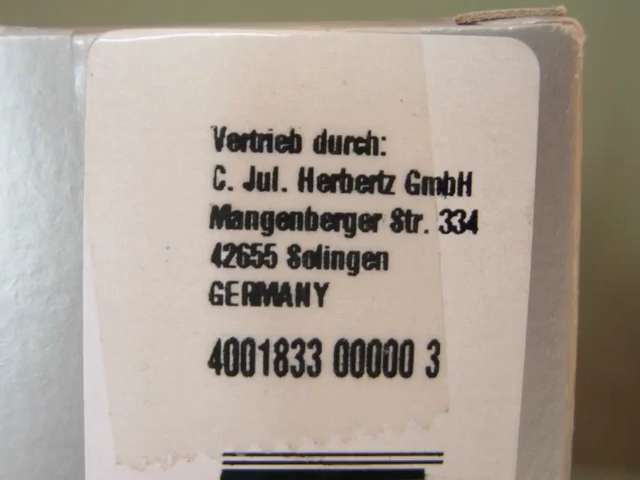 Vertrieb durch:
C. Jul. Herbertz GmbH
Mangenberger Str. 334
42655 Solingen
GERMANY
4001833 00000 3